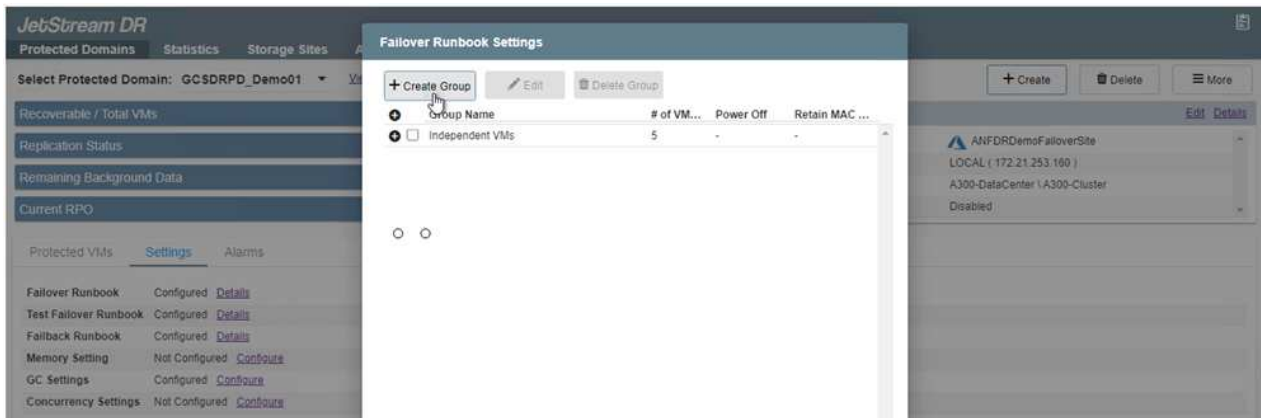 JetStream DR
Protected Domains Statistics Storage Sites A
Select Protected Domain: GCSDRPD_Demo01
+ Create Delete More
Recoverable / Total VMs
Edit Details
Replication Status
Remaining Background Data
Current RPO
ANFDRDemoFailoverSite
LOCAL ( 172.21.253.160 )
A300-DataCenter \ A300-Cluster
Disabled
Protected VMs Settings Alarms
Failover Runbook Configured Details
Test Failover Runbook Configured Details
Failback Runbook Configured Details
Memory Setting Not Configured Configure
GC Settings Configured Configure
Concurrency Settings Not Configured Configure
Failover Runbook Settings
+ Create Group Edit Delete Group
Group Name # of VM... Power Off Retain MAC ...
Independent VMs 5 - -